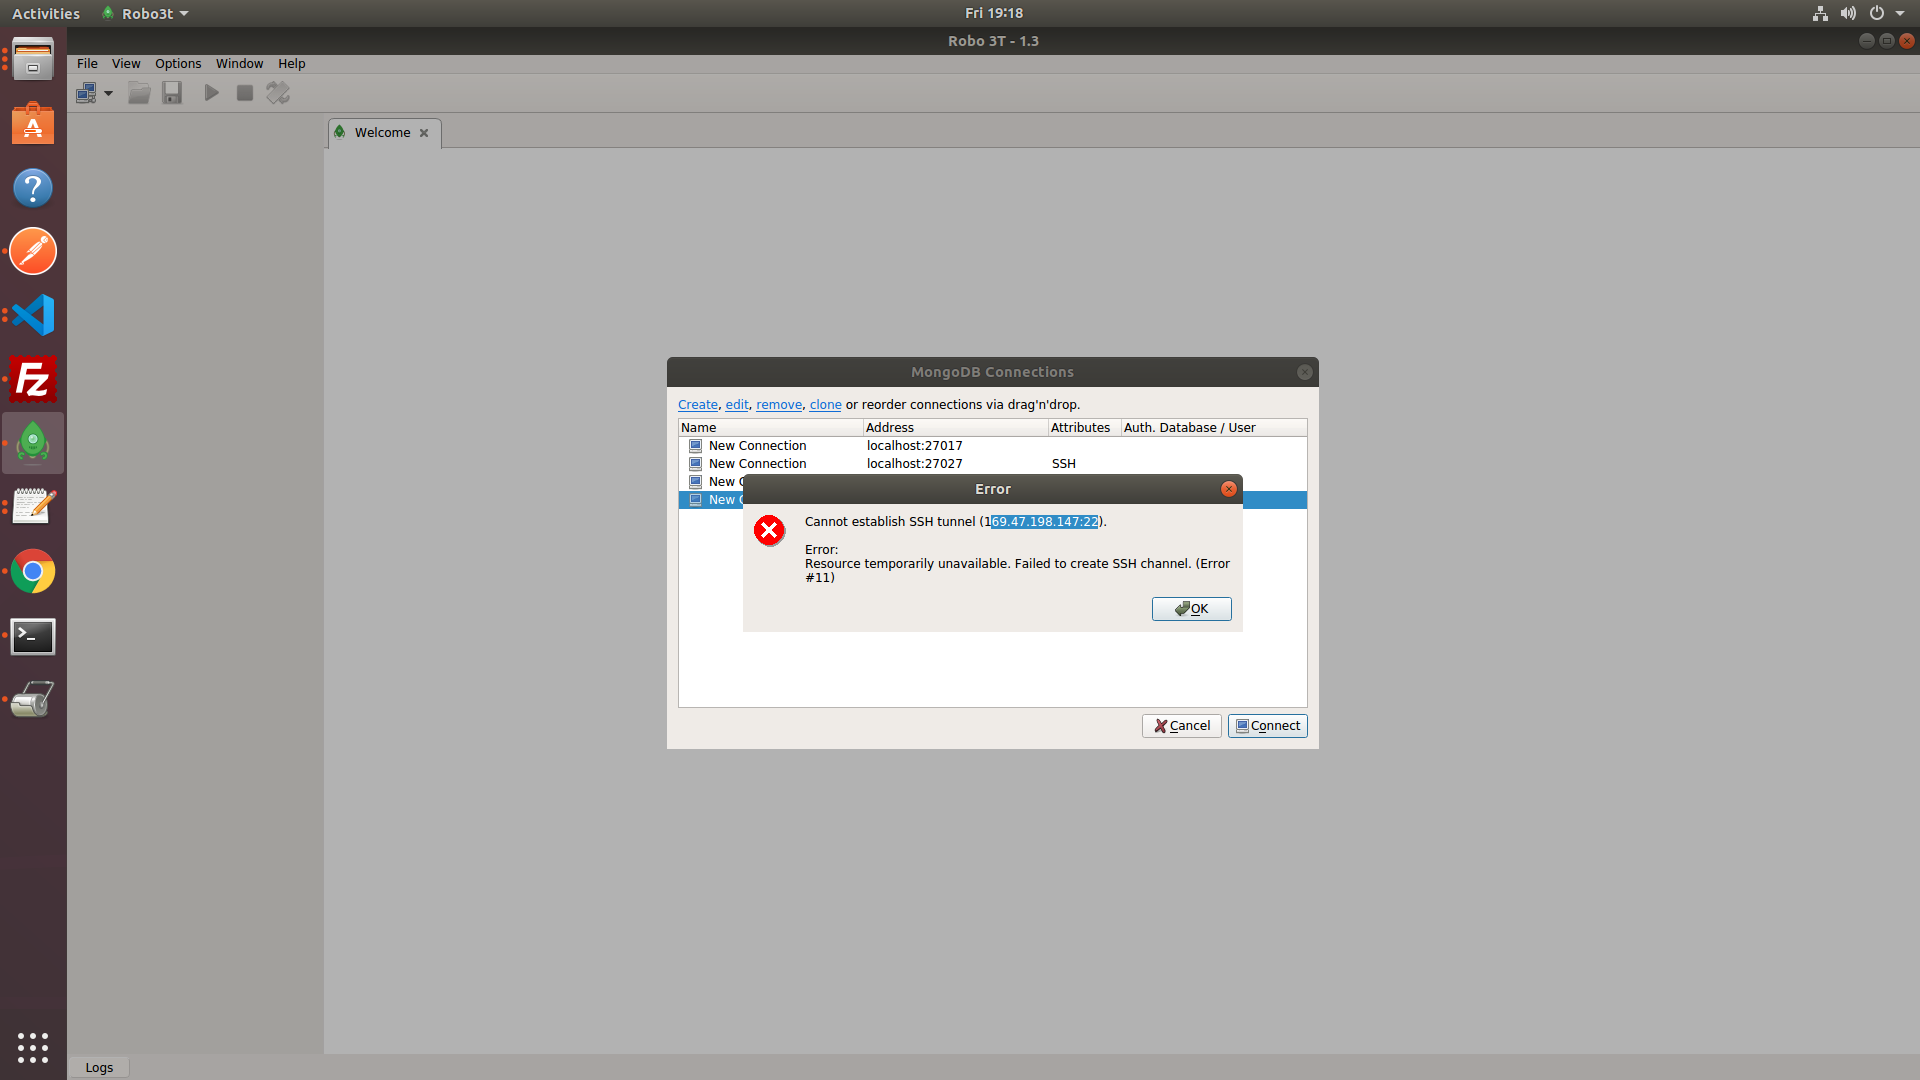 Activities Robo3t Fri 19:18
Robo 3T - 1.3
File View Options Window Help
Welcome
MongoDB Connections
Create, edit, remove, clone or reorder connections via drag'n'drop.
Name Address Attributes Auth. Database / User
New Connection localhost:27017
New Connection localhost:27027 SSH
New C
New C
Error
Cannot establish SSH tunnel (169.47.198.147:22).
Error:
Resource temporarily unavailable. Failed to create SSH channel. (Error
#11)
OK
Cancel Connect
Logs